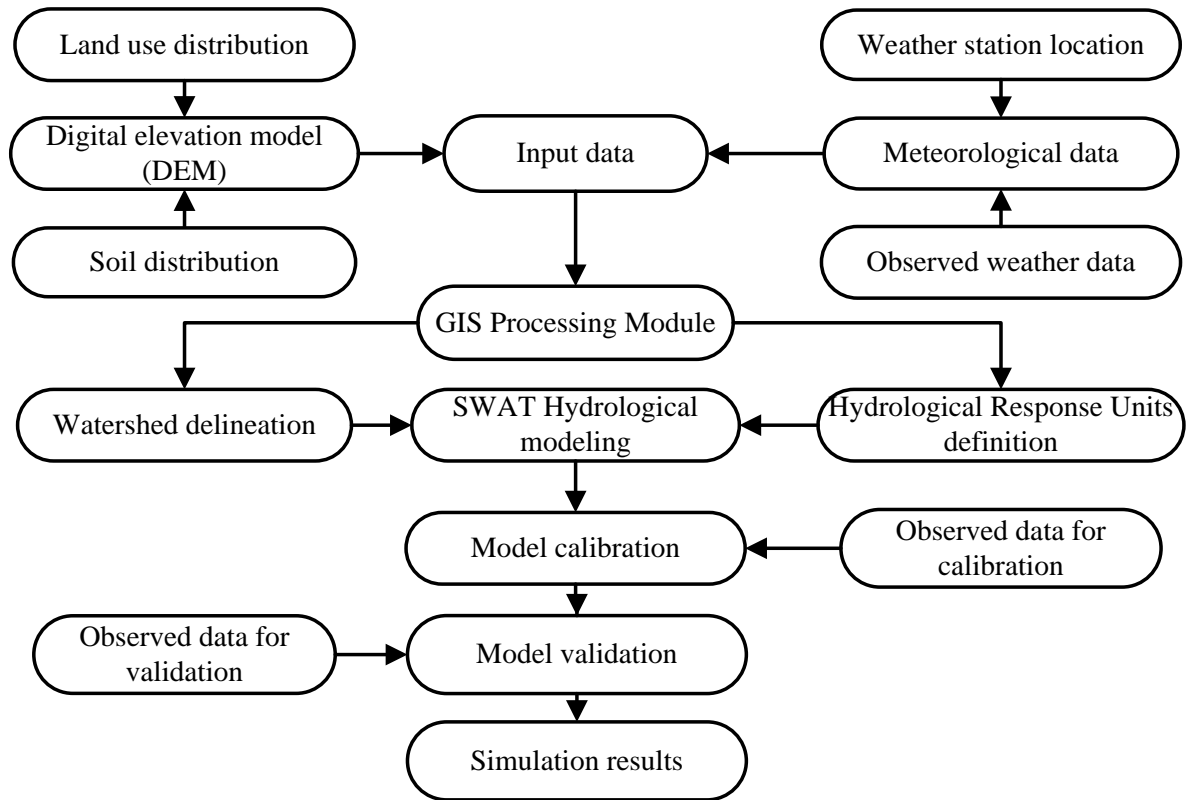 Land use distribution
Weather station location
Digital elevation model
(DEM)
Input data
Meteorological data
Soil distribution
Observed weather data
GIS Processing Module
Watershed delineation
SWAT Hydrological
modeling
Hydrological Response Units
definition
Model calibration
Observed data for
calibration
Observed data for
validation
Model validation
Simulation results